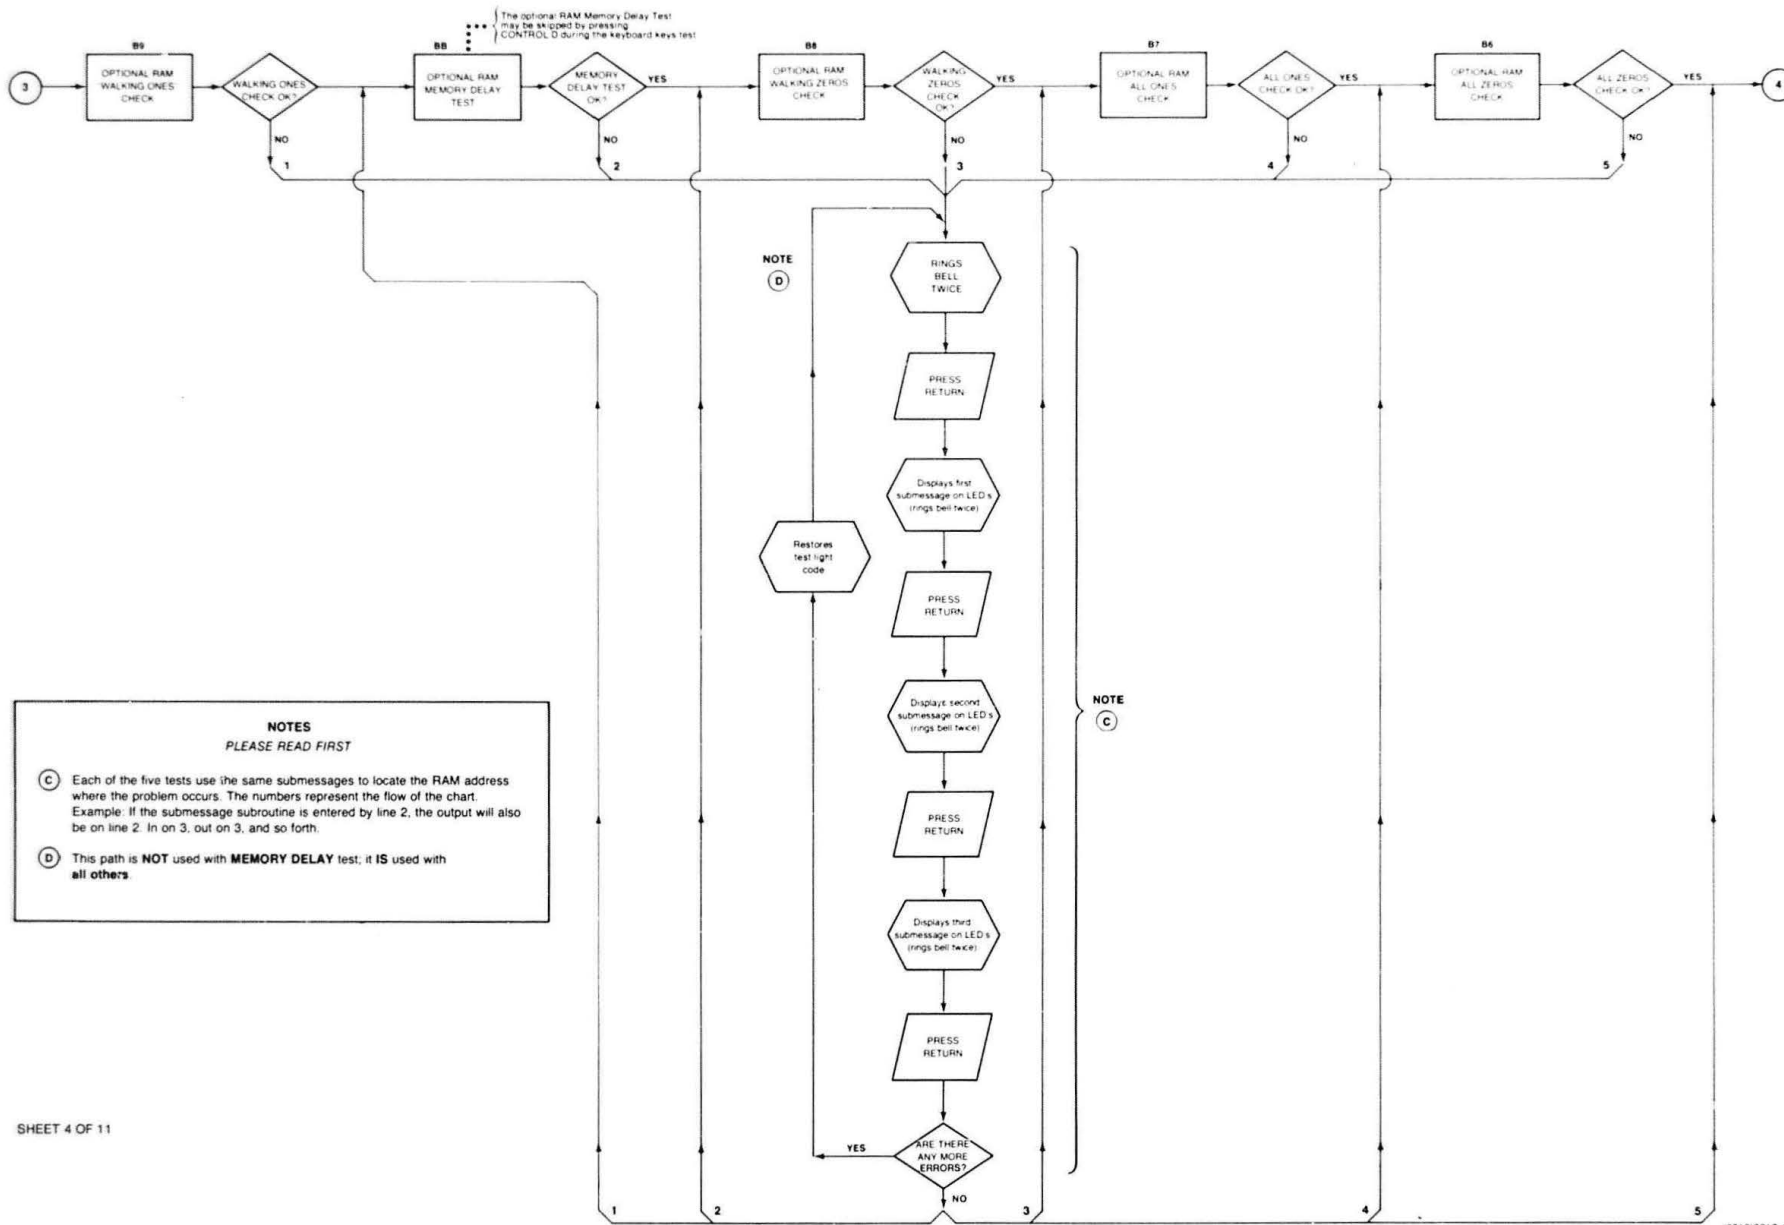 The optional RAM Memory Delay Test
may be skipped by pressing
CONTROL D during the keyboard keys test
3
B9
OPTIONAL RAM
WALKING ONES
CHECK
WALKING ONES
CHECK OK?
NO
1
BB
OPTIONAL RAM
MEMORY DELAY
TEST
MEMORY
DELAY TEST
OK?
YES
NO
2
B8
OPTIONAL RAM
WALKING ZEROS
CHECK
WALKING
ZEROS
CHECK
OK?
YES
NO
3
B7
OPTIONAL RAM
ALL ONES
CHECK
ALL ONES
CHECK OK?
YES
NO
4
B6
OPTIONAL RAM
ALL ZEROS
CHECK
ALL ZEROS
CHECK OK?
YES
NO
5
4
NOTE
D
RINGS
BELL
TWICE
PRESS
RETURN
Displays first
submessage on LED's
(rings bell twice)
Restores
test light
code
PRESS
RETURN
Displays second
submessage on LED's
(rings bell twice)
NOTE
C
PRESS
RETURN
Displays third
submessage on LED's
(rings bell twice)
PRESS
RETURN
ARE THERE
ANY MORE
ERRORS?
YES
NO
1
2
3
4
5
NOTES
PLEASE READ FIRST
C Each of the five tests use the same submessages to locate the RAM address
where the problem occurs. The numbers represent the flow of the chart.
Example: If the submessage subroutine is entered by line 2, the output will also
be on line 2. In on 3, out on 3, and so forth.
D This path is NOT used with MEMORY DELAY test; it IS used with
all others.
SHEET 4 OF 11